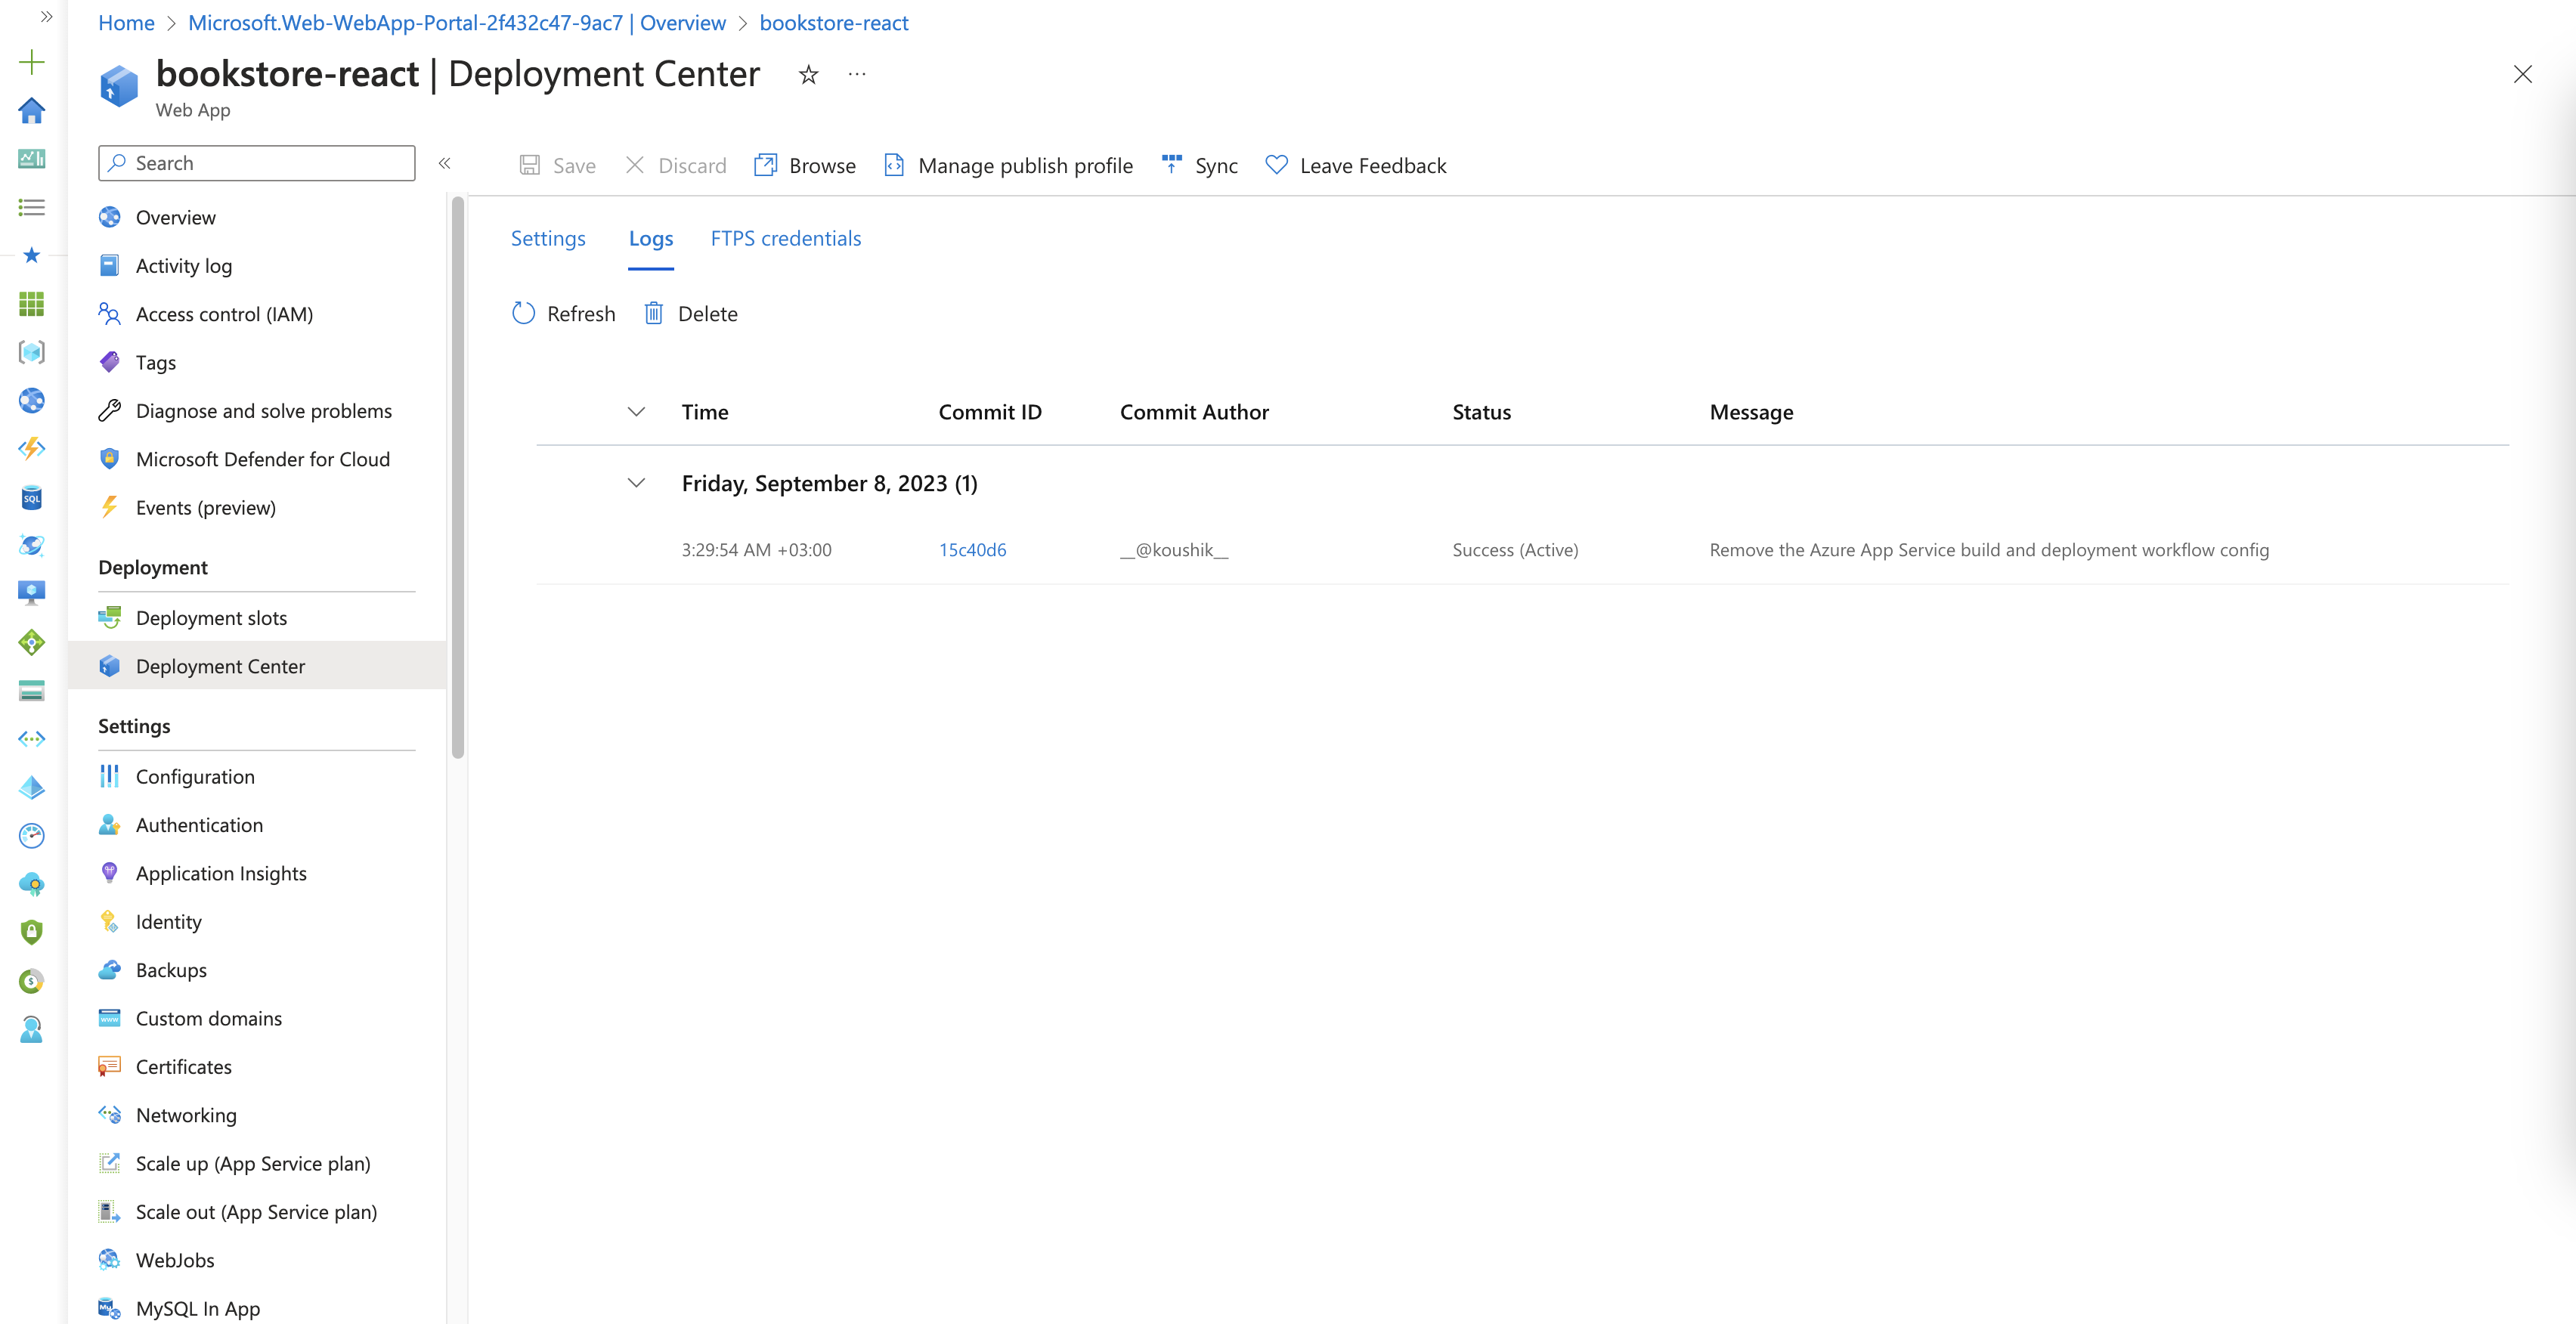 Home > Microsoft.Web-WebApp-Portal-2f432c47-9ac7 | Overview > bookstore-react
bookstore-react | Deployment Center
Web App
Search
Save Discard Browse Manage publish profile Sync Leave Feedback
Overview
Activity log
Access control (IAM)
Tags
Diagnose and solve problems
Microsoft Defender for Cloud
Events (preview)
Deployment
Deployment slots
Deployment Center
Settings
Configuration
Authentication
Application Insights
Identity
Backups
Custom domains
Certificates
Networking
Scale up (App Service plan)
Scale out (App Service plan)
WebJobs
MySQL In App
Settings Logs FTPS credentials
Refresh Delete
Time Commit ID Commit Author Status Message
Friday, September 8, 2023 (1)
3:29:54 AM +03:00 15c40d6 __@koushik__ Success (Active) Remove the Azure App Service build and deployment workflow config